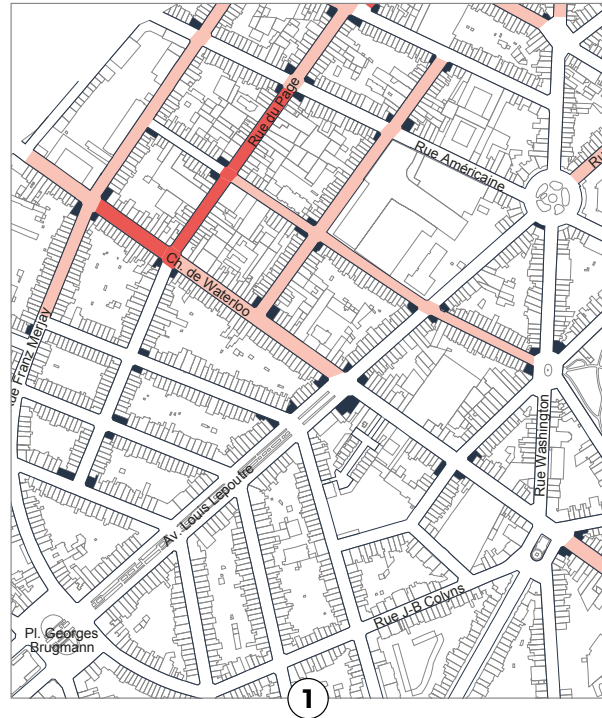 Rue du Page
Rue Américaine
Ch. de Waterloo
Franz Merjay
Rue Washington
Av. Louis Lepoutre
Rue J-B Colyns
Pl. Georges
Brugmann
1